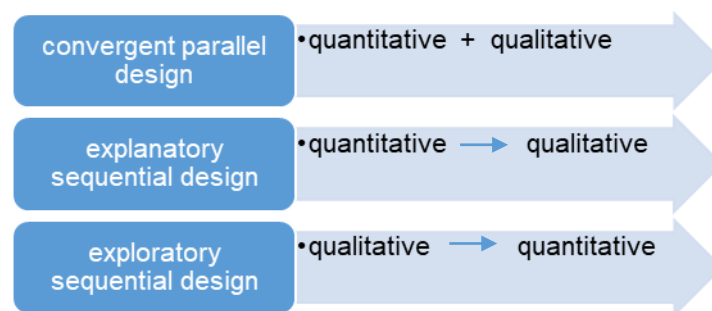 convergent parallel
design
•quantitative + qualitative
explanatory
sequential design
•quantitative → qualitative
exploratory
sequential design
•qualitative → quantitative